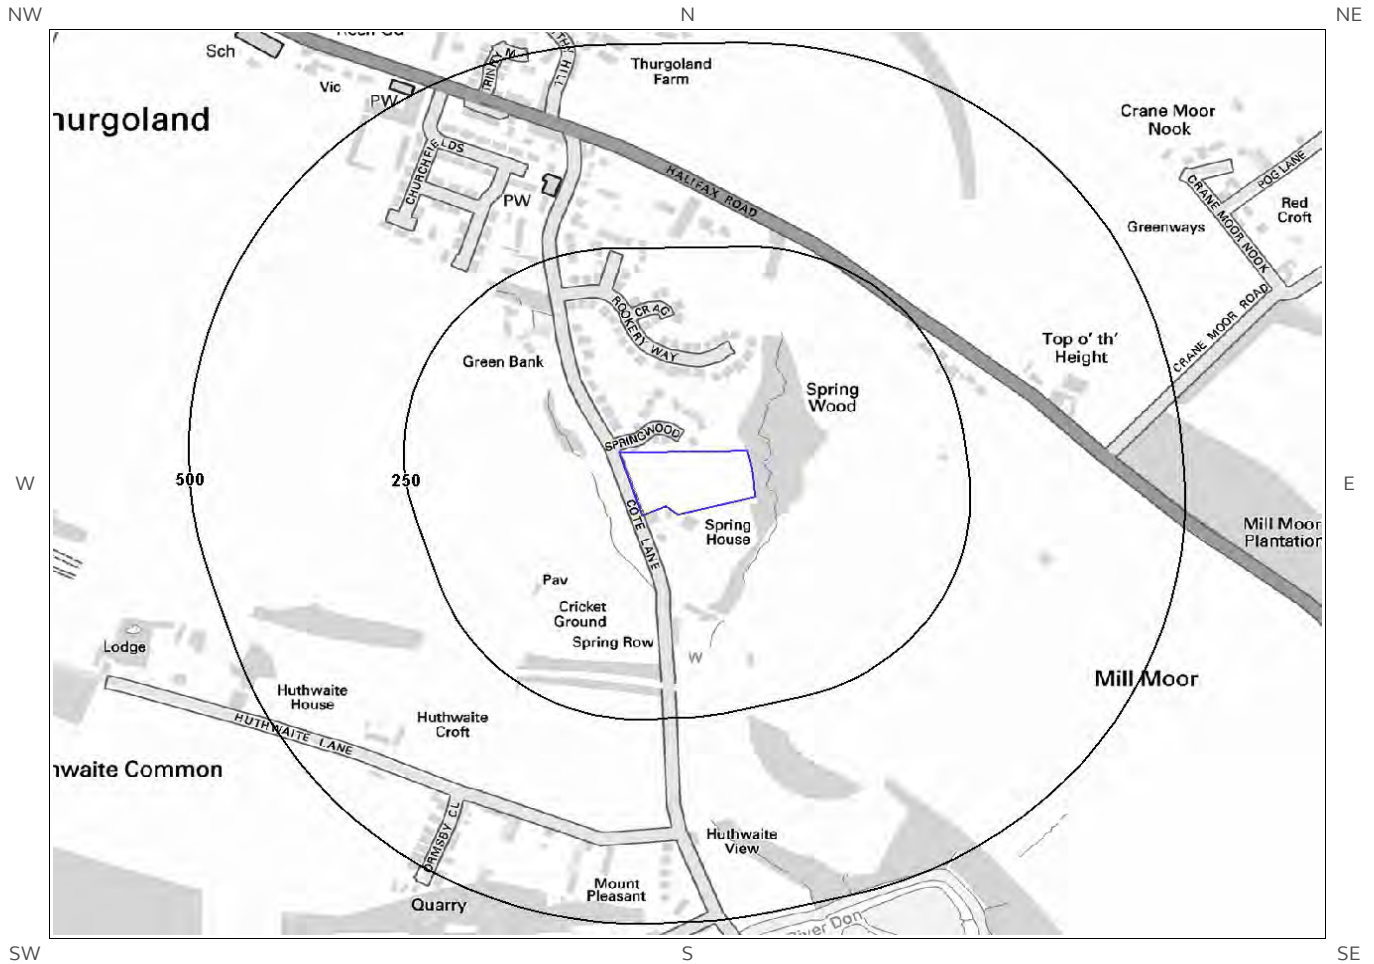 NW
N
NE
Sch
Vic
PW
Thurgoland
Farm
hurgoland
Crane Moor
Nook
POG LANE
CHURCHFIELDS
PW
HALIFAX ROAD
CRANE MOOR NOOK
Red
Croft
Greenways
CRAG
ROOKERY WAY
CRANE MOOR ROAD
Top o' th'
Height
Green Bank
Spring
Wood
SPRINGWOOD
W
500
250
E
COTE LANE
Spring
House
Mill Moor
Plantation
Pav
Cricket
Ground
Spring Row
W
Lodge
Mill Moor
Huthwaite
House
Huthwaite
Croft
HUTHWAITE LANE
hwaite Common
ORMSBY CL
Huthwaite
View
Mount
Pleasant
Quarry
River Don
SW
S
SE